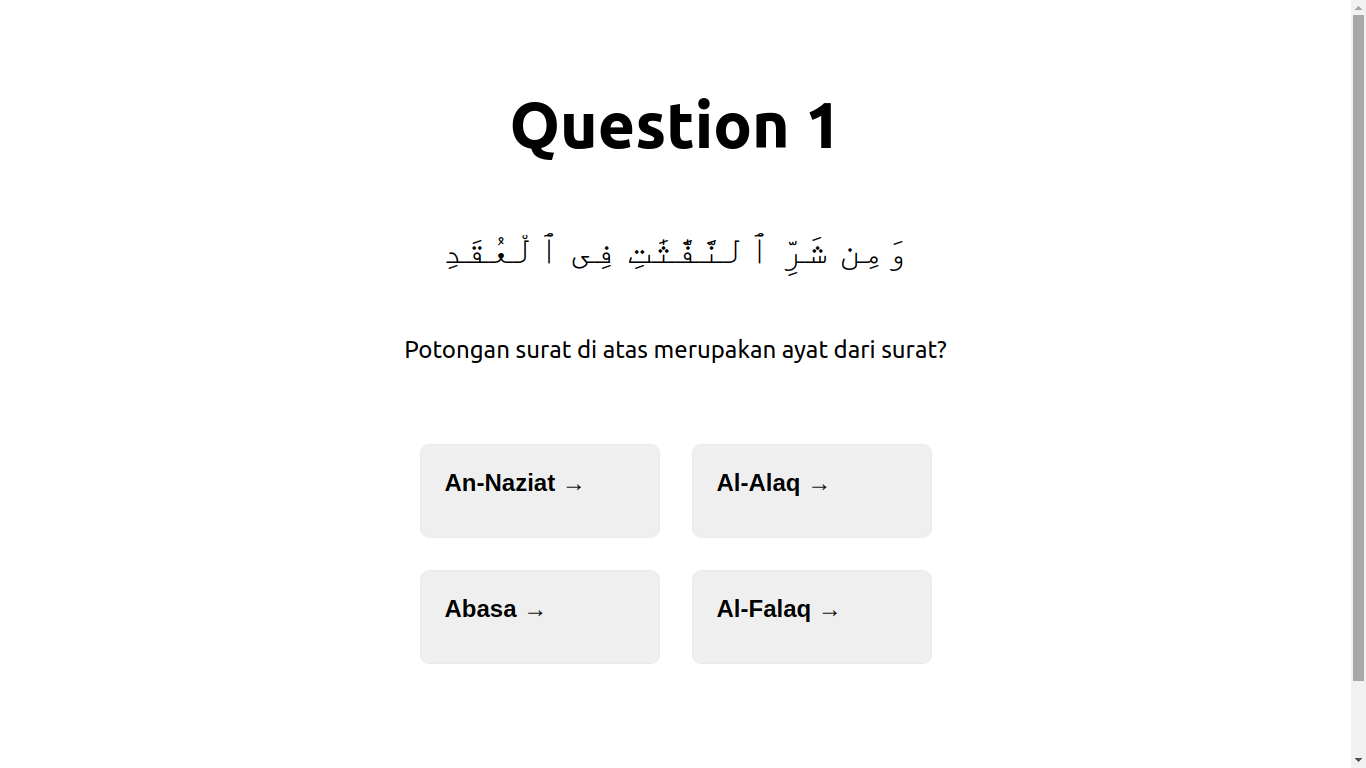 Question 1
وَمِن شَرِّ ٱلنَّفَّٰثَٰتِ فِى ٱلْعُقَدِ
Potongan surat di atas merupakan ayat dari surat?
An-Naziat →
Al-Alaq →
Abasa →
Al-Falaq →